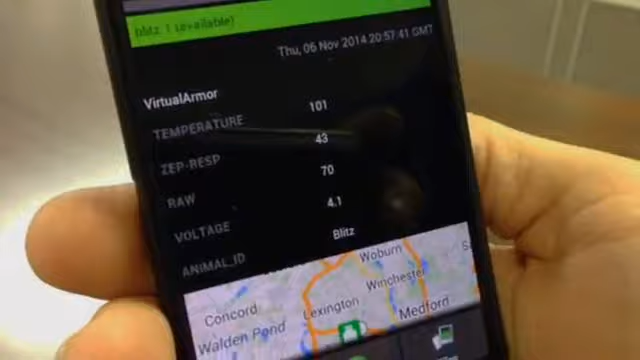 blitz 1 (available)
Thu, 06 Nov 2014 20:57:41 GMT
VirtualArmor
TEMPERATURE 101
ZEP-RESP 43
RAW 70
VOLTAGE 4.1
ANIMAL_ID Blitz
Woburn
Concord Lexington Winchester
Walden Pond Medford